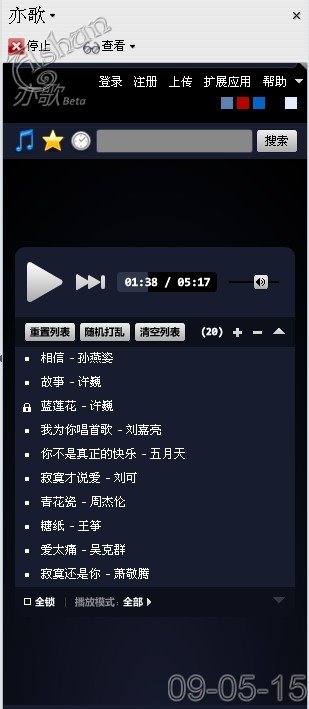 亦歌
停止 查看
亦歌 Beta
登录 注册 上传 扩展应用 帮助
搜索
01:38 / 05:17
重置列表 随机打乱 清空列表 (20)
相信 - 孙燕姿
故事 - 许巍
蓝莲花 - 许巍
我为你唱首歌 - 刘嘉亮
你不是真正的快乐 - 五月天
寂寞才说爱 - 刘可
青花瓷 - 周杰伦
糖纸 - 王筝
爱太痛 - 吴克群
寂寞还是你 - 萧敬腾
全锁 播放模式: 全部
09-05-15